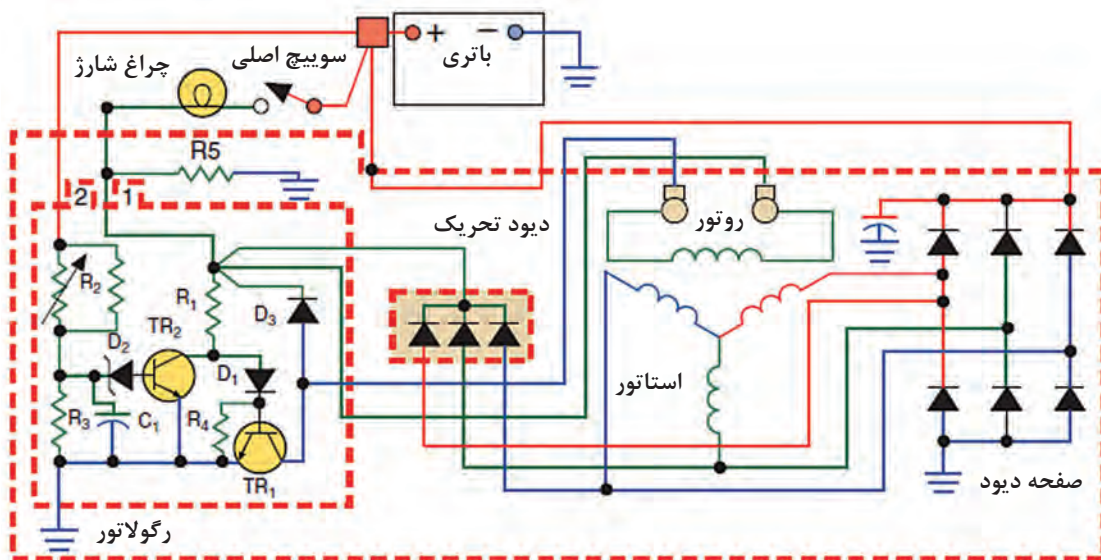 +
−
باتری
سوییچ اصلی
چراغ شارژ
R5
2
1
دیود تحریک
روتور
R2
R1
D3
TR2
D2
D1
استاتور
R3
C1
R4
TR1
صفحه دیود
رگولاتور